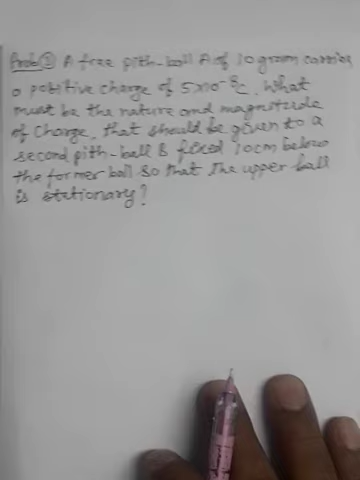 Prob① A free pith-ball A of 10 gram carries
a positive charge of 5×10⁻⁸C. What
must be the nature and magnitude
of charge, that should be given to a
second pith-ball B fixed 10cm below
the former ball so that the upper ball
is stetionary?